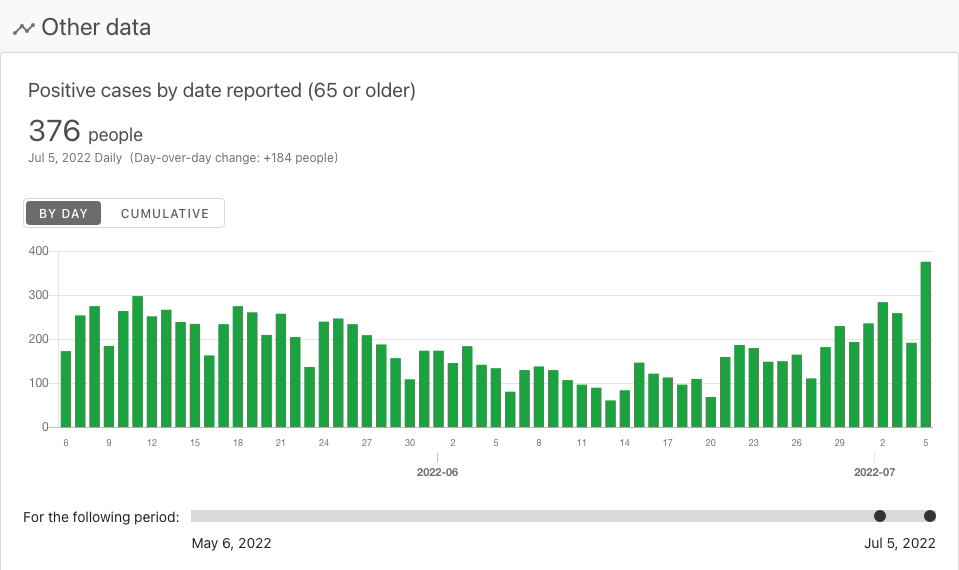 Other data
Positive cases by date reported (65 or older)
376 people
Jul 5, 2022 Daily (Day-over-day change: +184 people)
BY DAY CUMULATIVE
400
300
200
100
0
6 9 12 15 18 21 24 27 30 2 5 8 11 14 17 20 23 26 29 2 5
2022-06 2022-07
For the following period:
May 6, 2022 Jul 5, 2022